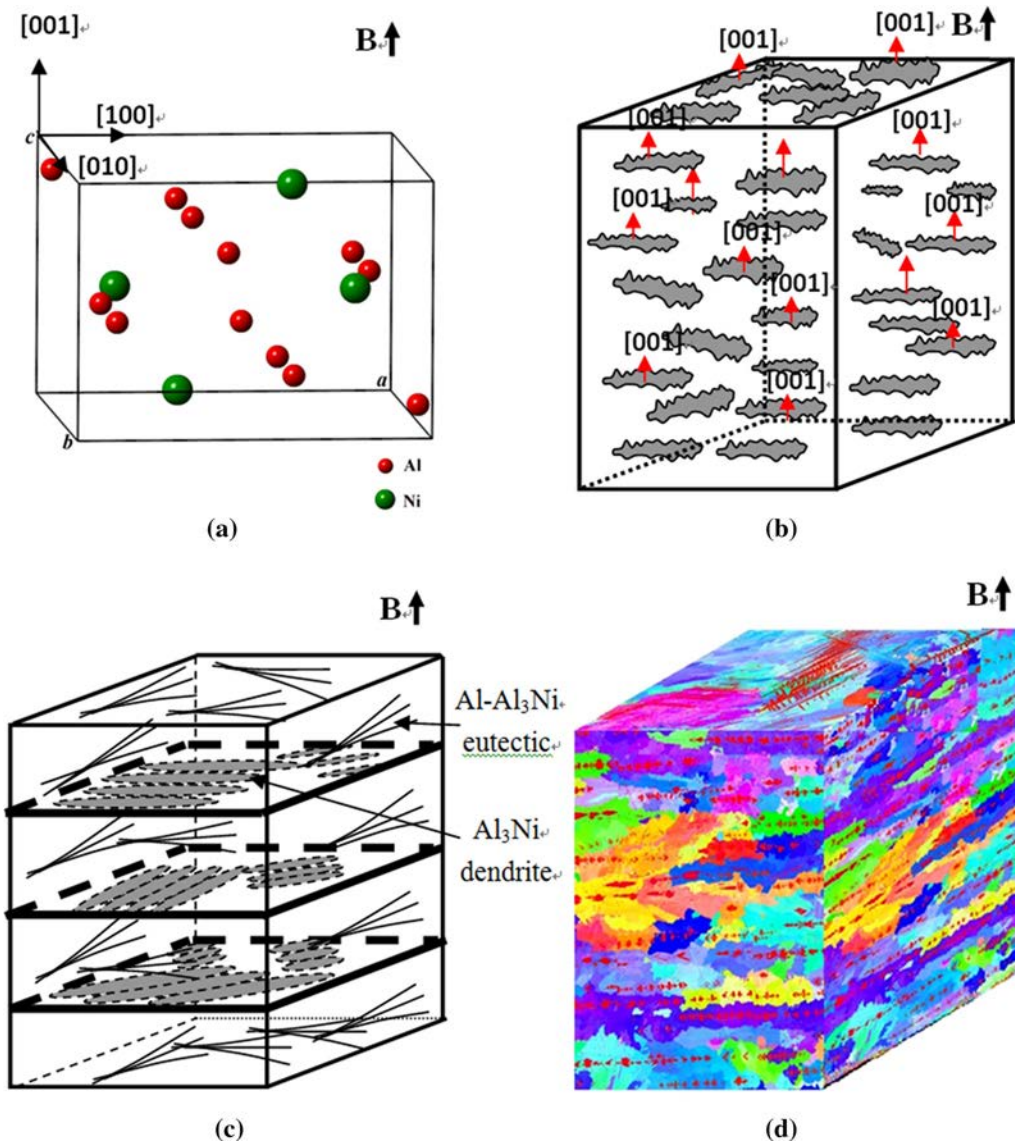 [001]
B
[100]
c
[010]
a
b
Al
Ni
(a)
B
[001]
[001]
[001]
[001]
[001]
[001]
[001]
[001]
[001]
[001]
[001]
(b)
B
Al-Al₃Ni
eutectic
Al₃Ni
dendrite
(c)
B
(d)